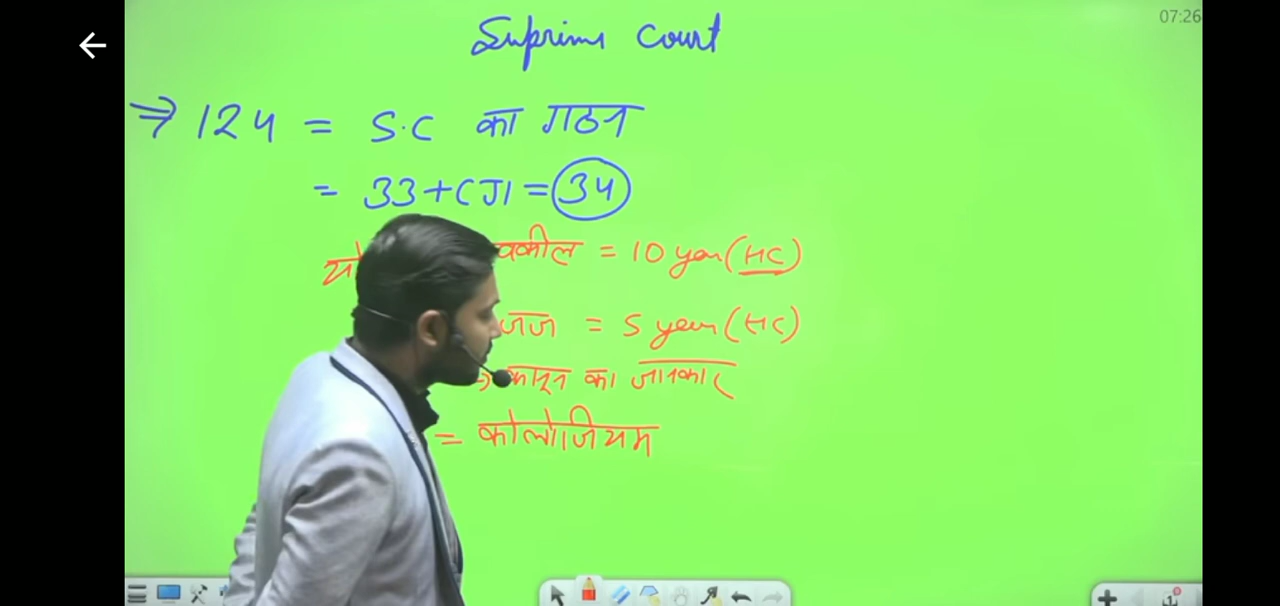 07:26
Suprime Court
⇒ 124 = S.C का गठन
= 33 + CJI = 34
वकील = 10 year (HC)
जज = 5 year (HC)
कानून का जानकार
= कोलोजियम